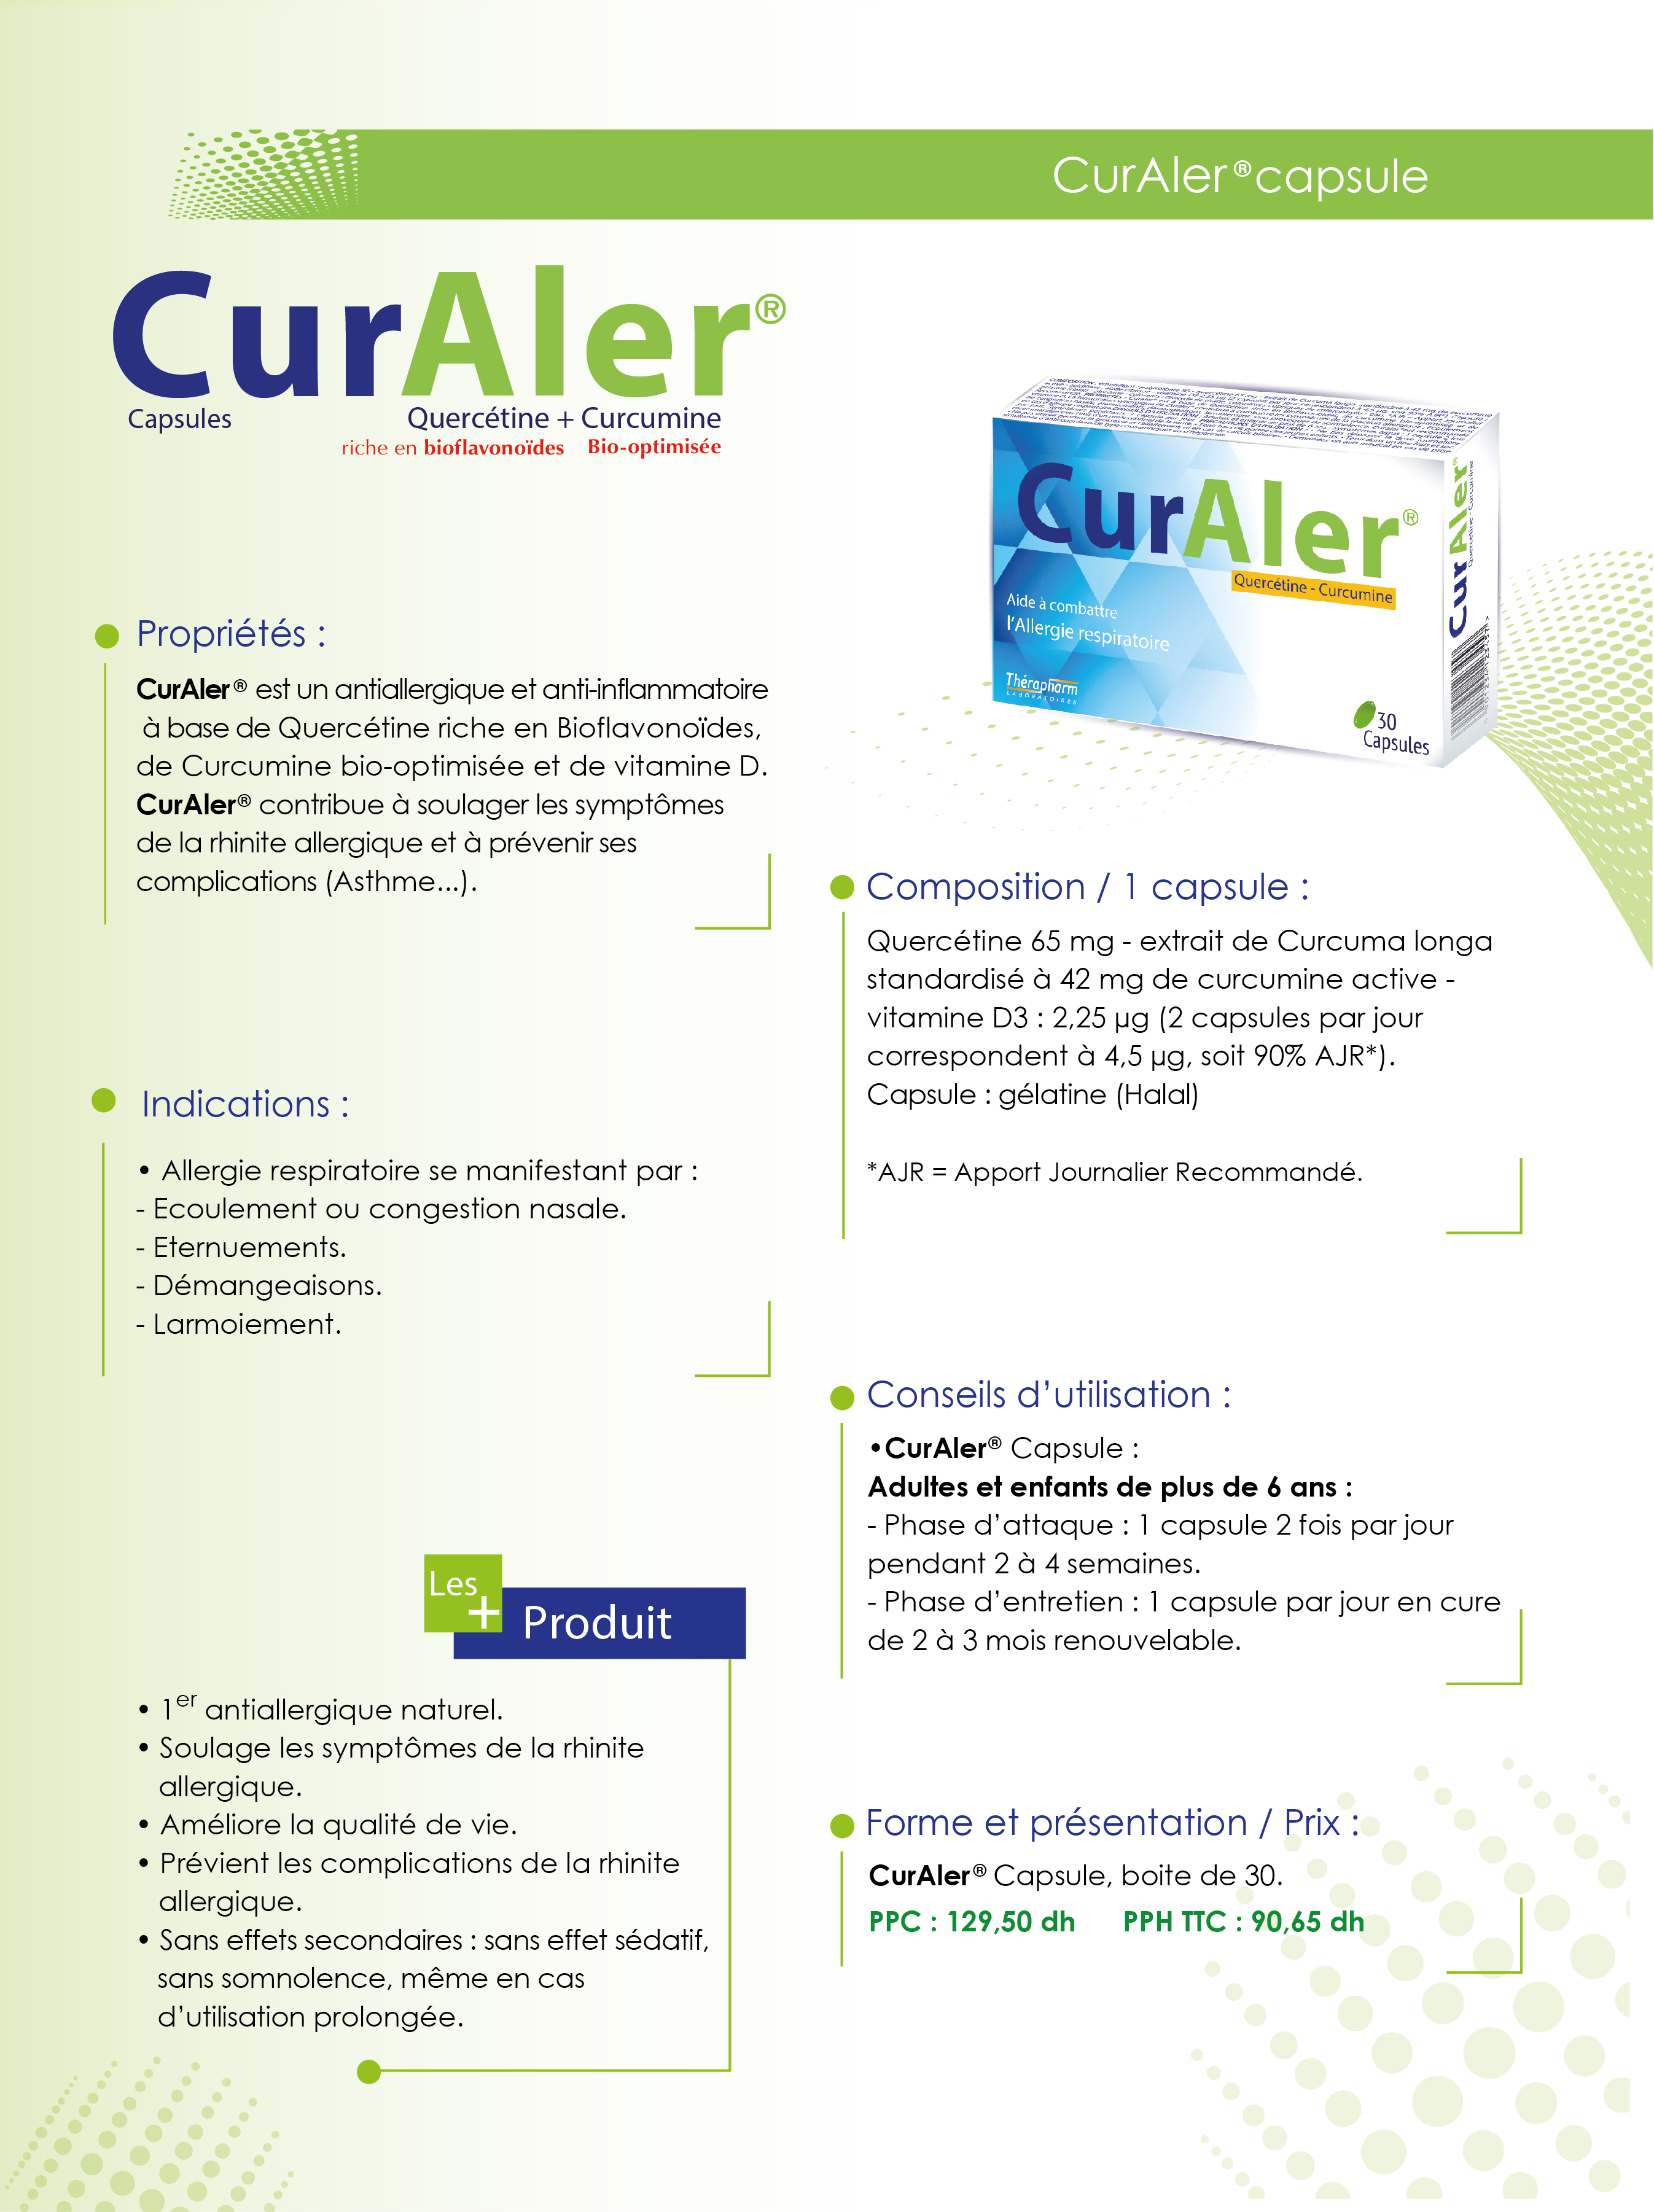 CurAler® capsule
CurAler®
Capsules
Quercétine + Curcumine
riche en bioflavonoïdes Bio-optimisée
CurAler®
Quercétine - Curcumine
Aide à combattre
l'Allergie respiratoire
Thérapharm
LABORATOIRES
30
Capsules
CurAler®
Quercétine - Curcumine
Propriétés :
CurAler® est un antiallergique et anti-inflammatoire
à base de Quercétine riche en Bioflavonoïdes,
de Curcumine bio-optimisée et de vitamine D.
CurAler® contribue à soulager les symptômes
de la rhinite allergique et à prévenir ses
complications (Asthme...).
Indications :
• Allergie respiratoire se manifestant par :
- Ecoulement ou congestion nasale.
- Eternuements.
- Démangeaisons.
- Larmoiement.
Les +
Produit
• 1er antiallergique naturel.
• Soulage les symptômes de la rhinite
allergique.
• Améliore la qualité de vie.
• Prévient les complications de la rhinite
allergique.
• Sans effets secondaires : sans effet sédatif,
sans somnolence, même en cas
d'utilisation prolongée.
Composition / 1 capsule :
Quercétine 65 mg - extrait de Curcuma longa
standardisé à 42 mg de curcumine active -
vitamine D3 : 2,25 µg (2 capsules par jour
correspondent à 4,5 µg, soit 90% AJR*).
Capsule : gélatine (Halal)
*AJR = Apport Journalier Recommandé.
Conseils d'utilisation :
•CurAler® Capsule :
Adultes et enfants de plus de 6 ans :
- Phase d'attaque : 1 capsule 2 fois par jour
pendant 2 à 4 semaines.
- Phase d'entretien : 1 capsule par jour en cure
de 2 à 3 mois renouvelable.
Forme et présentation / Prix :
CurAler® Capsule, boite de 30.
PPC : 129,50 dh PPH TTC : 90,65 dh